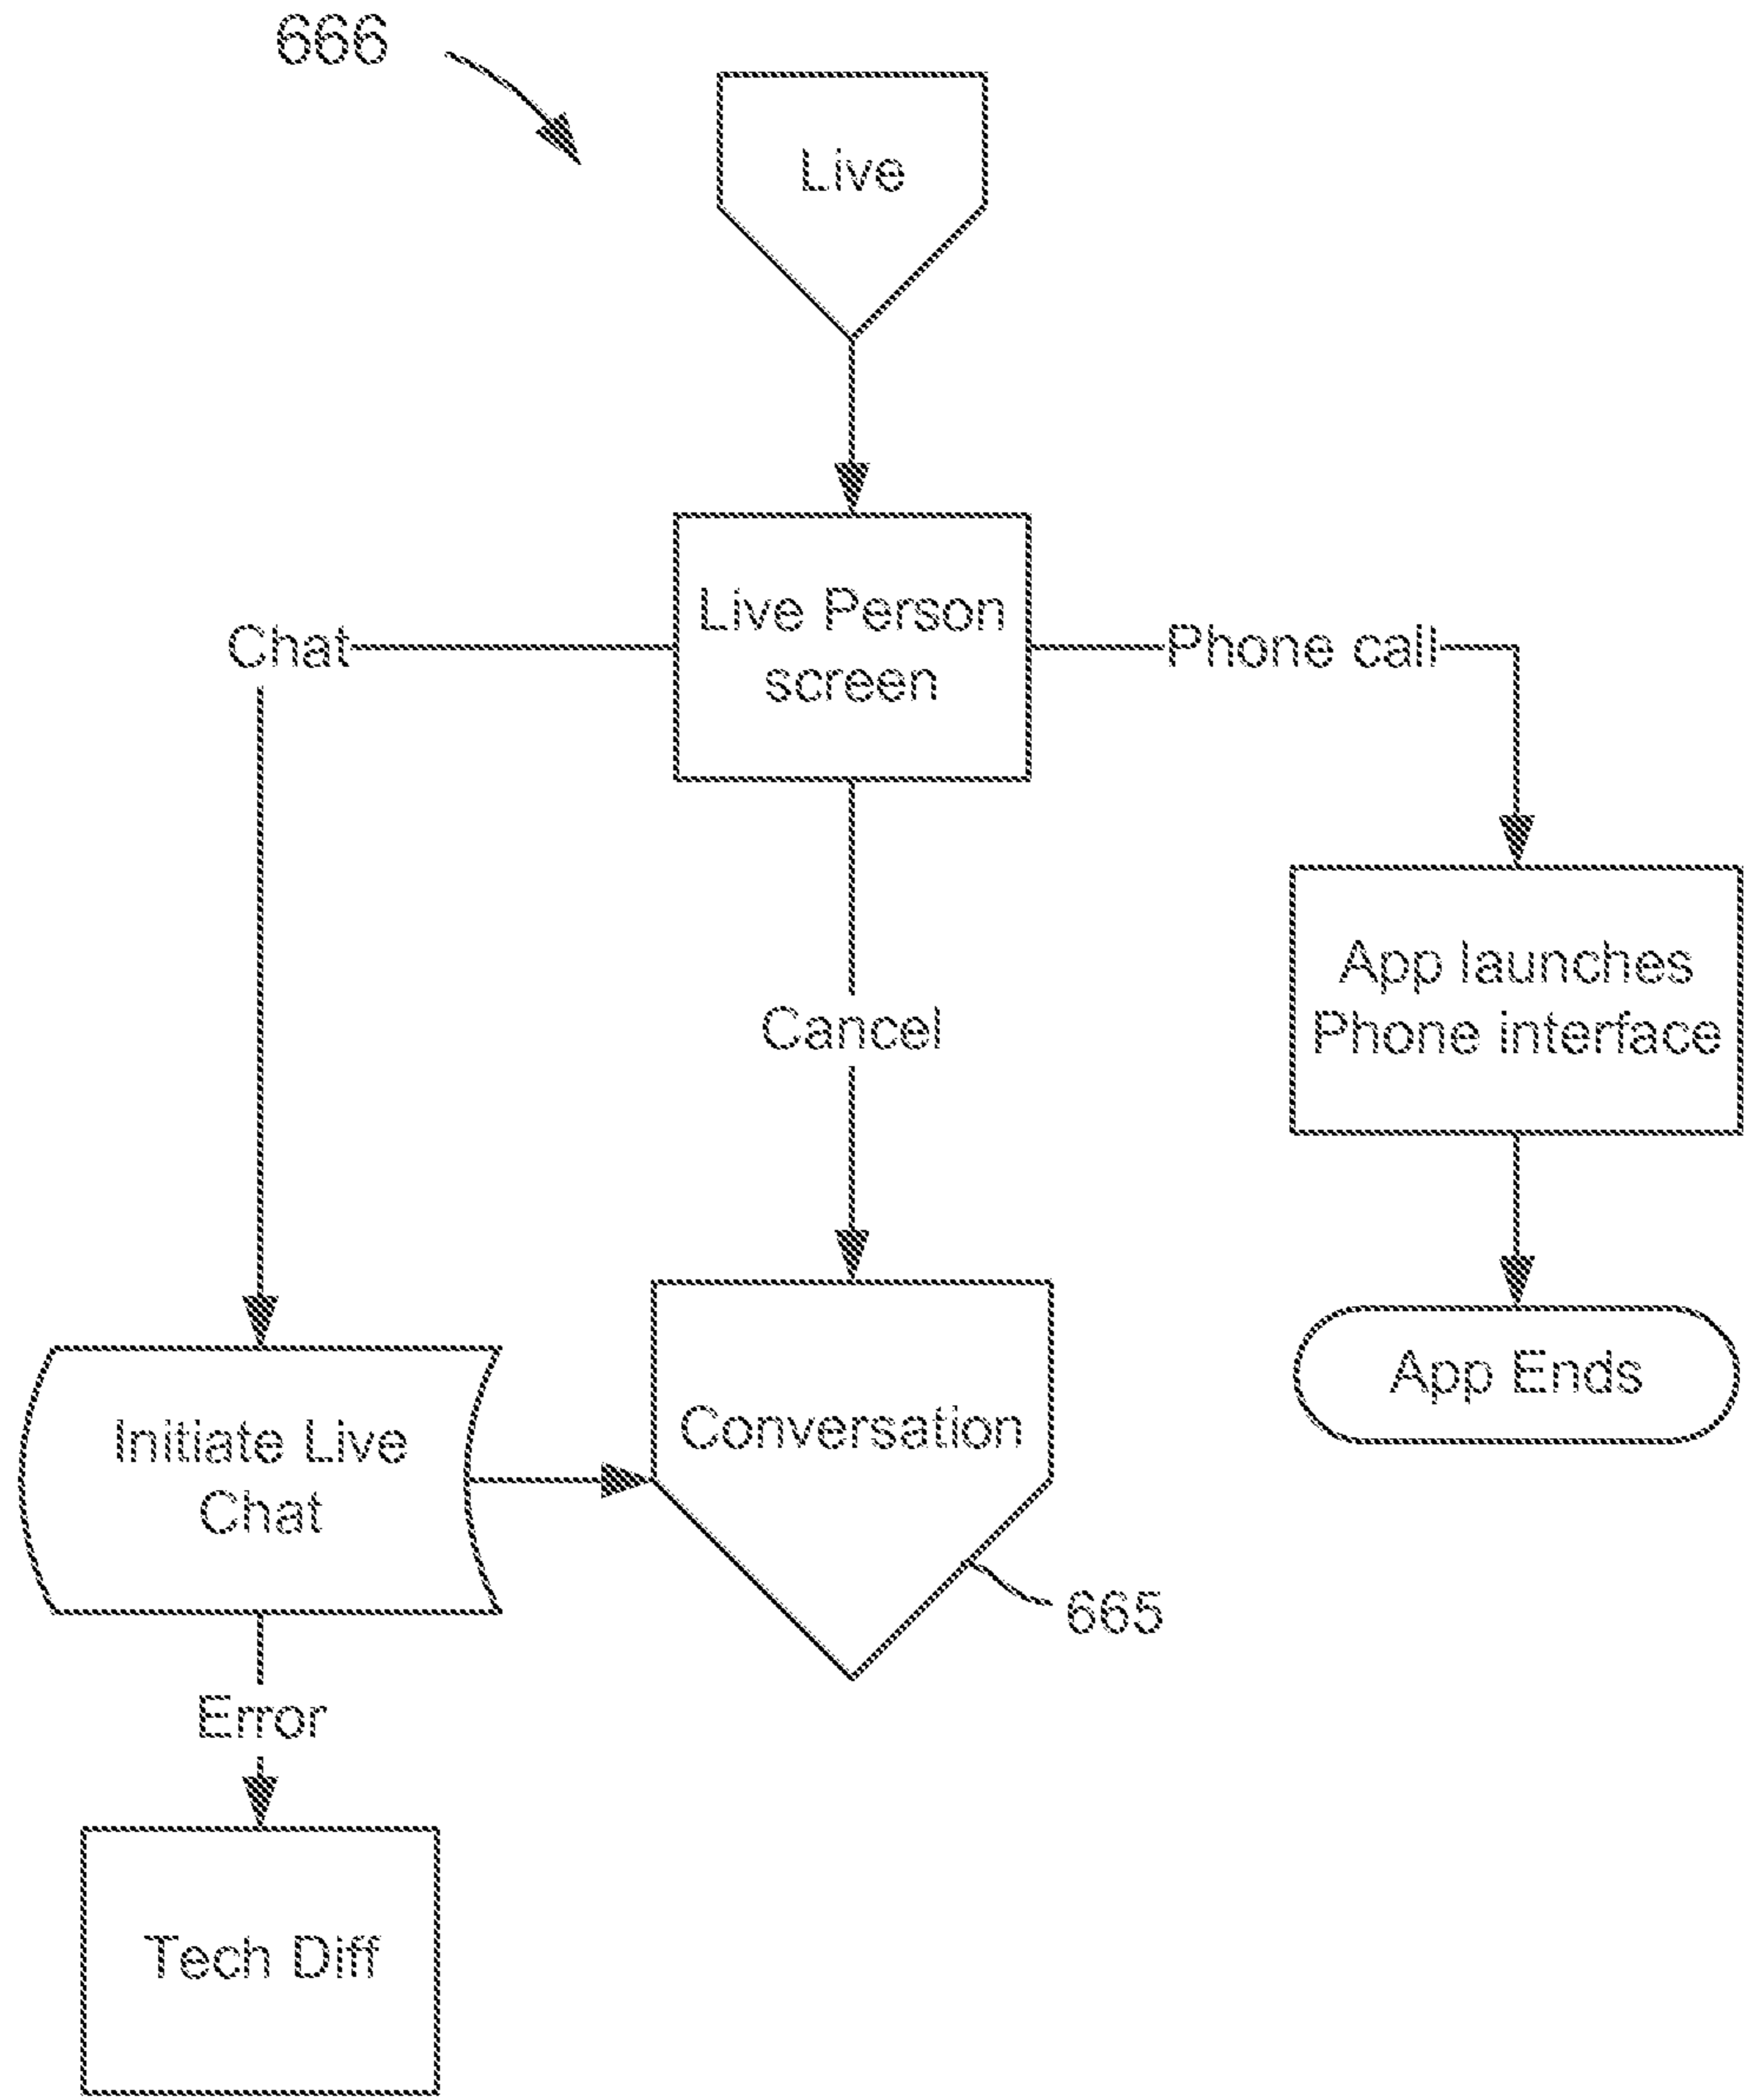 666
Live
Live Person
screen
Chat
Phone call
App launches
Phone interface
Cancel
Conversation
App Ends
Initiate Live
Chat
665
Error
Tech Diff